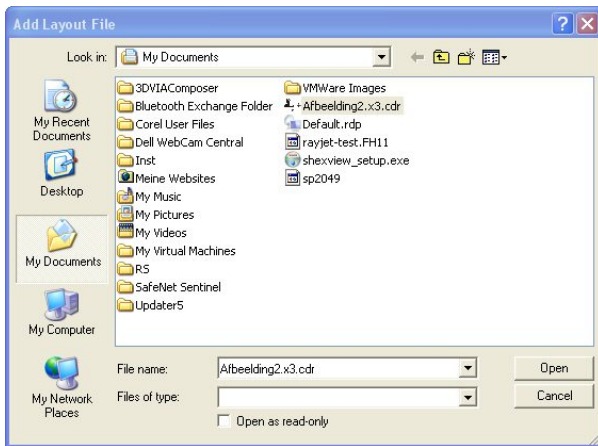 Add Layout File
Look in: My Documents
My Recent Documents
Desktop
My Documents
My Computer
My Network Places
3DVIAComposer
Bluetooth Exchange Folder
Corel User Files
Dell WebCam Central
Inst
Meine Websites
My Music
My Pictures
My Videos
My Virtual Machines
RS
SafeNet Sentinel
Updater5
VMWare Images
Afbeelding2.x3.cdr
Default.rdp
rayjet-test.FH11
shexview_setup.exe
sp2049
File name: Afbeelding2.x3.cdr Open
Files of type: Cancel
Open as read-only